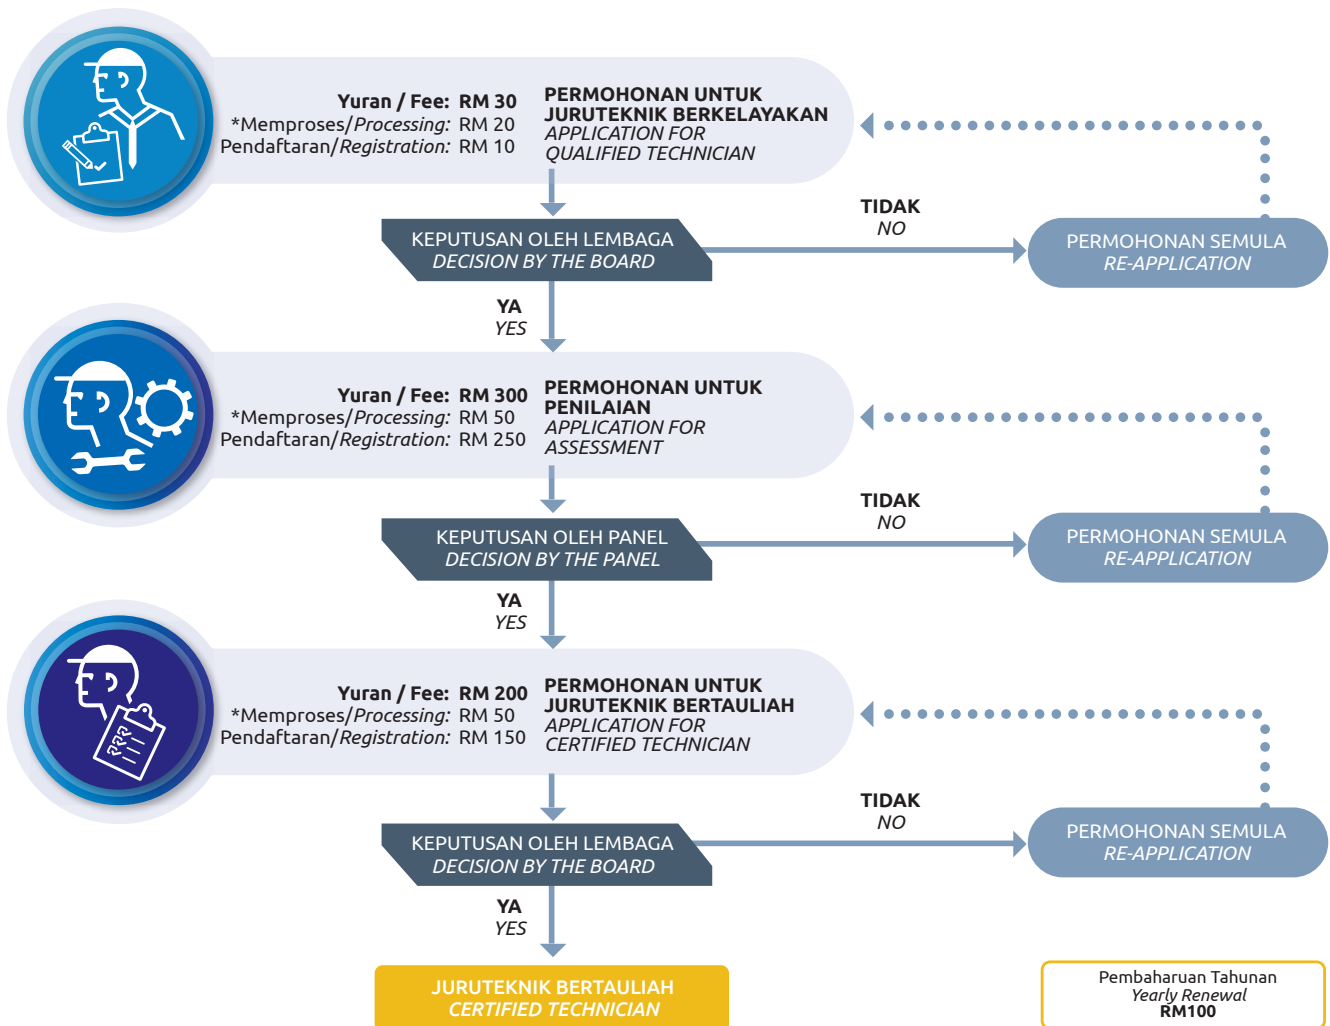 Yuran / Fee: RM 30
*Memproses/Processing: RM 20
Pendaftaran/Registration: RM 10
PERMOHONAN UNTUK
JURUTEKNIK BERKELAYAKAN
APPLICATION FOR
QUALIFIED TECHNICIAN
KEPUTUSAN OLEH LEMBAGA
DECISION BY THE BOARD
TIDAK
NO
PERMOHONAN SEMULA
RE-APPLICATION
YA
YES
Yuran / Fee: RM 300
*Memproses/Processing: RM 50
Pendaftaran/Registration: RM 250
PERMOHONAN UNTUK
PENILAIAN
APPLICATION FOR
ASSESSMENT
KEPUTUSAN OLEH PANEL
DECISION BY THE PANEL
TIDAK
NO
PERMOHONAN SEMULA
RE-APPLICATION
YA
YES
Yuran / Fee: RM 200
*Memproses/Processing: RM 50
Pendaftaran/Registration: RM 150
PERMOHONAN UNTUK
JURUTEKNIK BERTAULIAH
APPLICATION FOR
CERTIFIED TECHNICIAN
KEPUTUSAN OLEH LEMBAGA
DECISION BY THE BOARD
TIDAK
NO
PERMOHONAN SEMULA
RE-APPLICATION
YA
YES
JURUTEKNIK BERTAULIAH
CERTIFIED TECHNICIAN
Pembaharuan Tahunan
Yearly Renewal
RM100